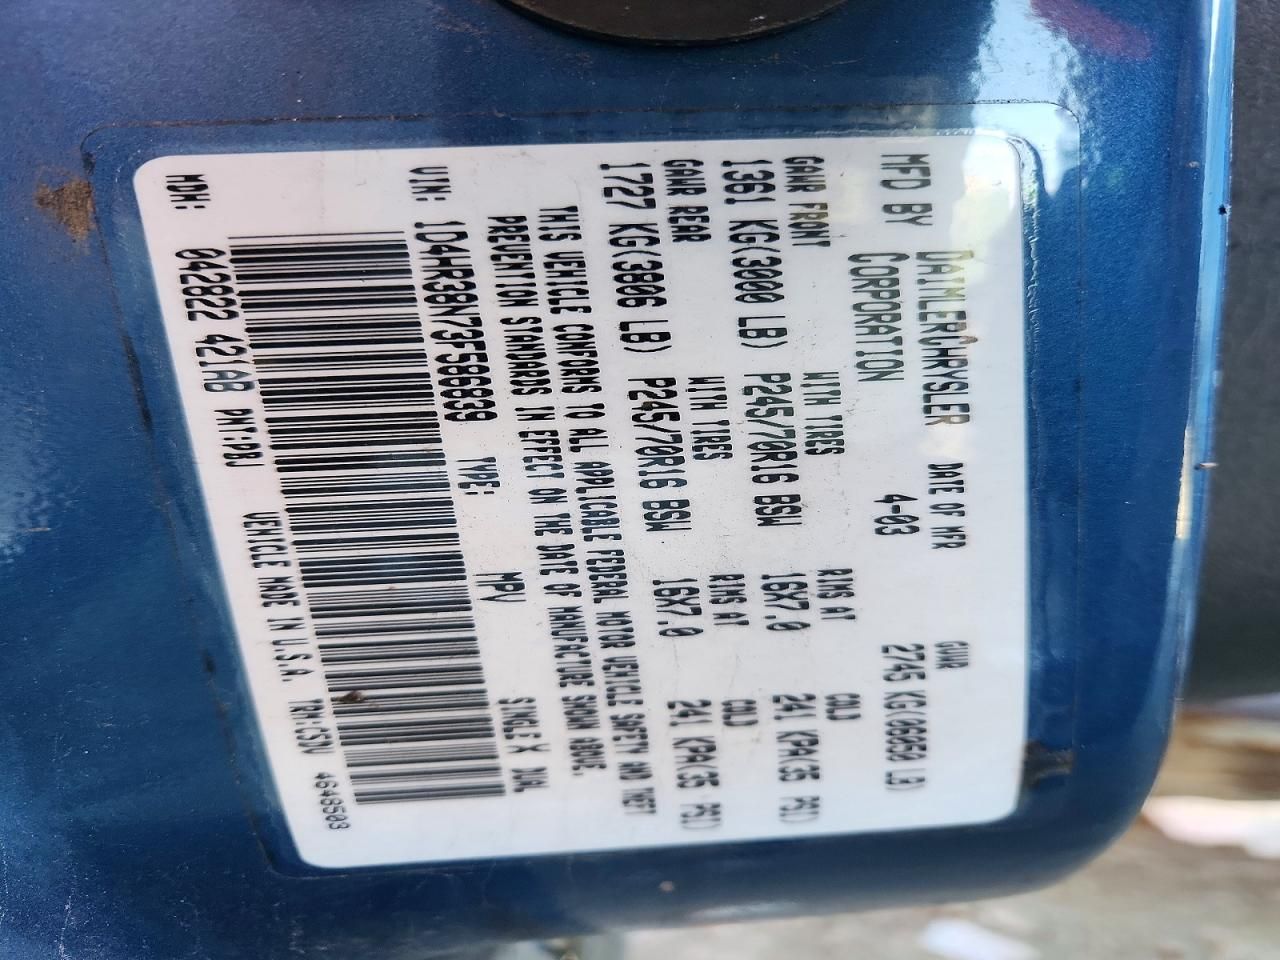 MFD BY DAIMLERCHRYSLER DATE OF MFR GVWR
CORPORATION 4-03 2745 KG(06050 LB)
GAWR FRONT WITH TIRES RIMS AT COLD
1361 KG(3000 LB) P245/70R16 BSW 16X7.0 241 KPA(35 PSI)
GAWR REAR WITH TIRES RIMS AT COLD
1727 KG(3806 LB) P245/70R16 BSW 16X7.0 241 KPA(35 PSI)
THIS VEHICLE CONFORMS TO ALL APPLICABLE FEDERAL MOTOR VEHICLE SAFETY AND THEFT
PREVENTION STANDARDS IN EFFECT ON THE DATE OF MANUFACTURE SHOWN ABOVE.
VIN: 1D4HR38N73F586839 TYPE: MPV SINGLE X DUAL
MDH: 042822 421AB PNT:PBJ VEHICLE MADE IN U.S.A. TR:CSDV 4648503